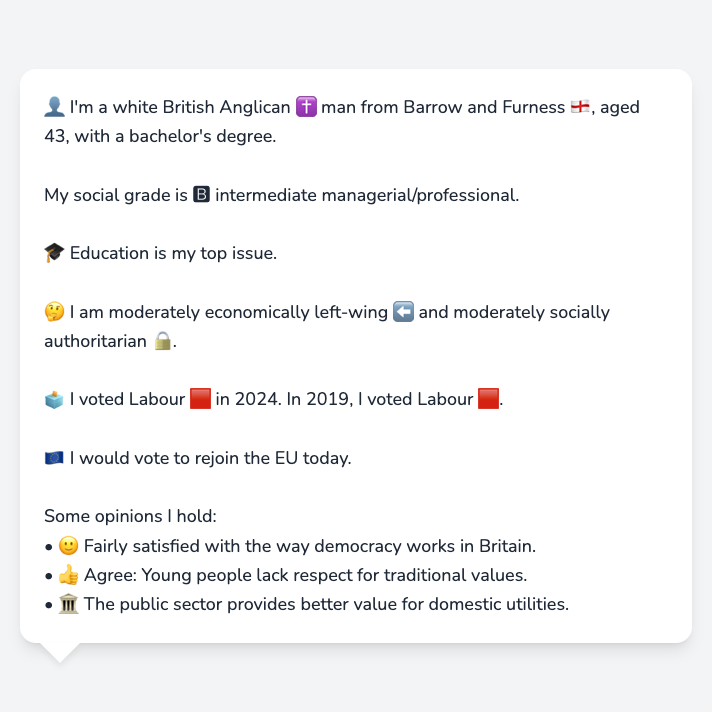 👤 I'm a white British Anglican ✝️ man from Barrow and Furness 🏴󠁧󠁢󠁥󠁮󠁧󠁿, aged
43, with a bachelor's degree.
My social grade is 🅱 intermediate managerial/professional.
🎓 Education is my top issue.
🤔 I am moderately economically left-wing ⬅️ and moderately socially
authoritarian 🔒.
🗳️ I voted Labour 🟥 in 2024. In 2019, I voted Labour 🟥.
🇪🇺 I would vote to rejoin the EU today.
Some opinions I hold:
• 🙂 Fairly satisfied with the way democracy works in Britain.
• 👍 Agree: Young people lack respect for traditional values.
• 🏛️ The public sector provides better value for domestic utilities.